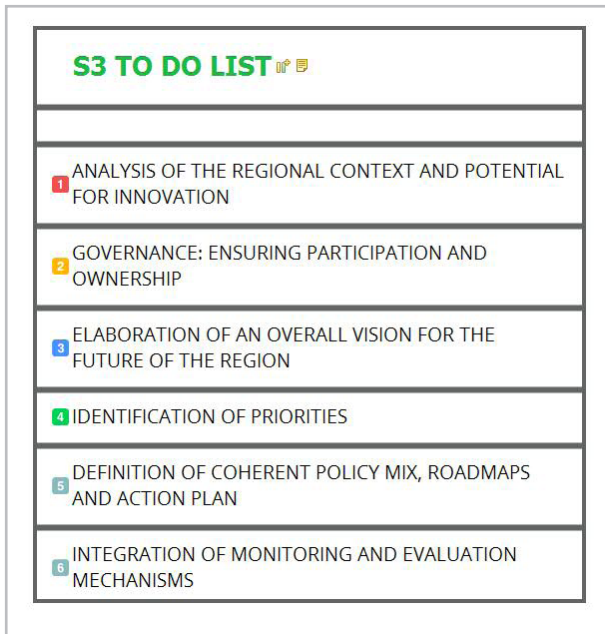 S3 TO DO LIST
1 ANALYSIS OF THE REGIONAL CONTEXT AND POTENTIAL
FOR INNOVATION
2 GOVERNANCE: ENSURING PARTICIPATION AND
OWNERSHIP
3 ELABORATION OF AN OVERALL VISION FOR THE
FUTURE OF THE REGION
4 IDENTIFICATION OF PRIORITIES
5 DEFINITION OF COHERENT POLICY MIX, ROADMAPS
AND ACTION PLAN
6 INTEGRATION OF MONITORING AND EVALUATION
MECHANISMS